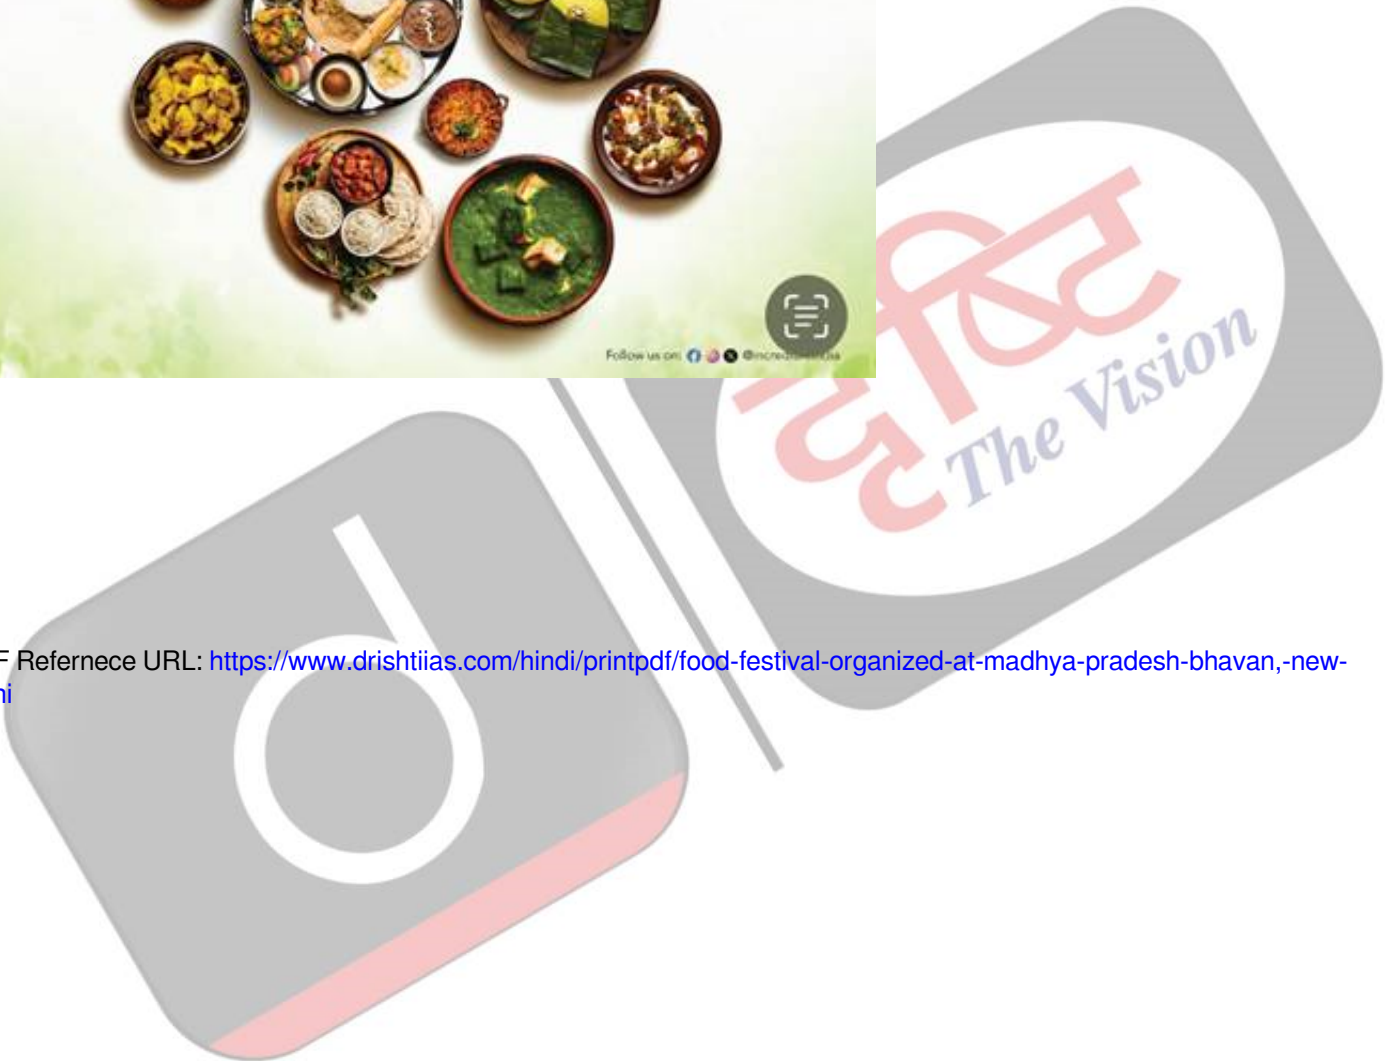 Follow us on:
दृष्टि
The Vision
d
F Refernece URL: https://www.drishtiias.com/hindi/printpdf/food-festival-organized-at-madhya-pradesh-bhavan,-new-
hi